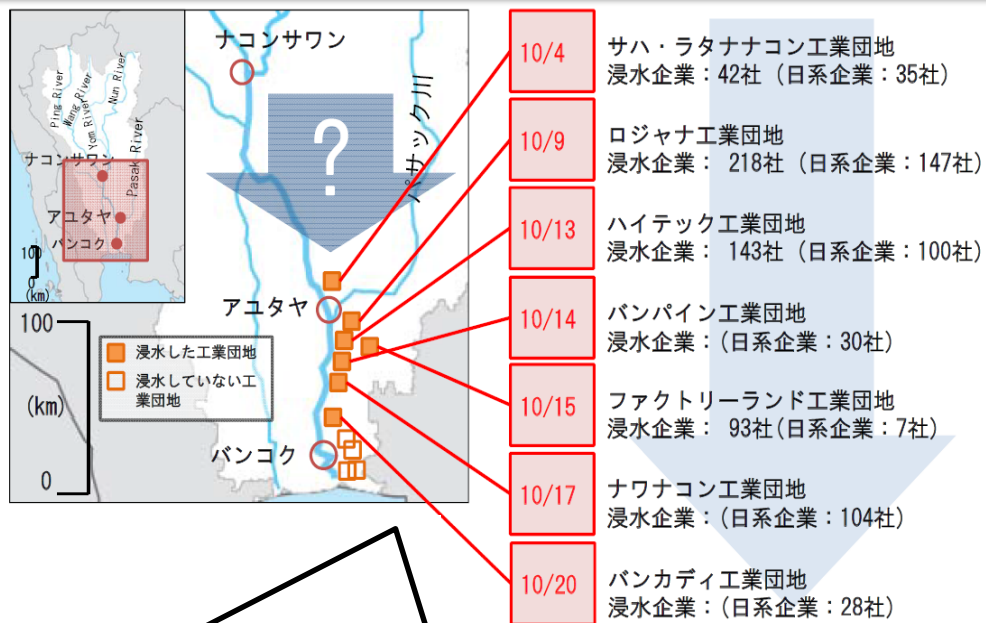 ナコンサワン
パサック川
?
アユタヤ
バンコク
Ping River
Wang River
Yom River
Nun River
Pasak River
ナコンサワン
アユタヤ
バンコク
100
0
(km)
100
(km)
0
浸水した工業団地
浸水していない工
業団地
10/4
サハ・ラタナナコン工業団地
浸水企業：42社 (日系企業：35社)
10/9
ロジャナ工業団地
浸水企業： 218社 (日系企業：147社)
10/13
ハイテック工業団地
浸水企業： 143社 (日系企業：100社)
10/14
バンパイン工業団地
浸水企業：(日系企業：30社)
10/15
ファクトリーランド工業団地
浸水企業： 93社(日系企業：7社)
10/17
ナワナコン工業団地
浸水企業：(日系企業：104社)
10/20
バンカディ工業団地
浸水企業：(日系企業：28社)